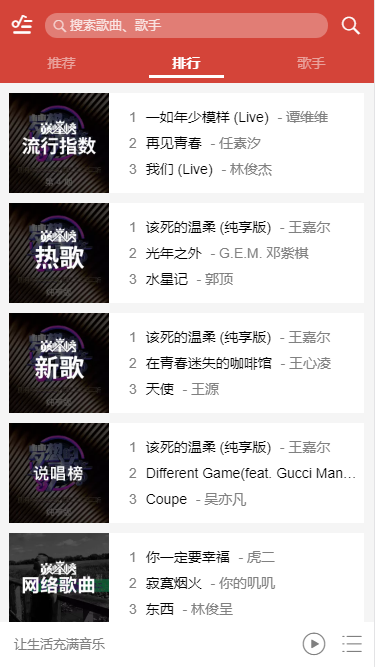 搜索歌曲、歌手
推荐
排行
歌手
巅峰榜
流行指数
1 一如年少模样 (Live) - 谭维维
2 再见青春 - 任素汐
3 我们 (Live) - 林俊杰
巅峰榜
热歌
1 该死的温柔 (纯享版) - 王嘉尔
2 光年之外 - G.E.M. 邓紫棋
3 水星记 - 郭顶
巅峰榜
新歌
1 该死的温柔 (纯享版) - 王嘉尔
2 在青春迷失的咖啡馆 - 王心凌
3 天使 - 王源
说唱榜
1 该死的温柔 (纯享版) - 王嘉尔
2 Different Game(feat. Gucci Man…
3 Coupe - 吴亦凡
巅峰榜
网络歌曲
1 你一定要幸福 - 虎二
2 寂寞烟火 - 你的叽叽
3 东西 - 林俊呈
让生活充满音乐